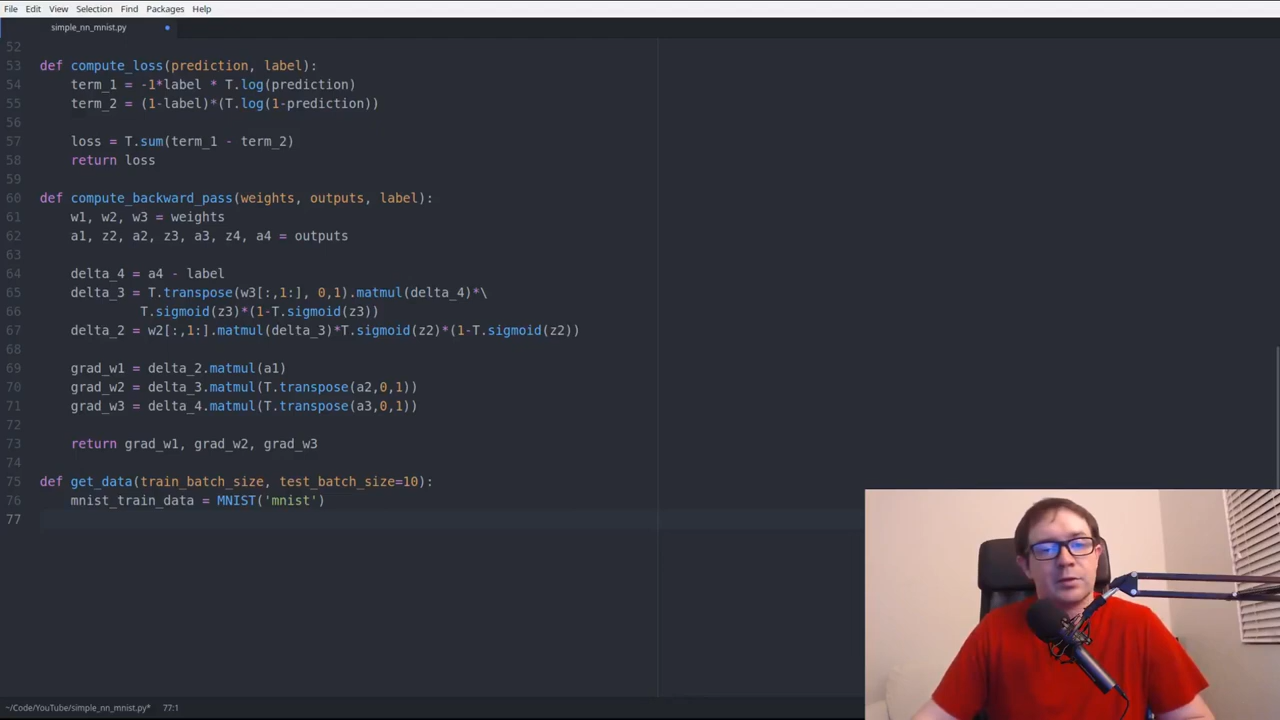 File Edit View Selection Find Packages Help
simple_nn_mnist.py
52
53 def compute_loss(prediction, label):
54 term_1 = -1*label * T.log(prediction)
55 term_2 = (1-label)*(T.log(1-prediction))
56
57 loss = T.sum(term_1 - term_2)
58 return loss
59
60 def compute_backward_pass(weights, outputs, label):
61 w1, w2, w3 = weights
62 a1, z2, a2, z3, a3, z4, a4 = outputs
63
64 delta_4 = a4 - label
65 delta_3 = T.transpose(w3[:,1:], 0,1).matmul(delta_4)*\
66 T.sigmoid(z3)*(1-T.sigmoid(z3))
67 delta_2 = w2[:,1:].matmul(delta_3)*T.sigmoid(z2)*(1-T.sigmoid(z2))
68
69 grad_w1 = delta_2.matmul(a1)
70 grad_w2 = delta_3.matmul(T.transpose(a2,0,1))
71 grad_w3 = delta_4.matmul(T.transpose(a3,0,1))
72
73 return grad_w1, grad_w2, grad_w3
74
75 def get_data(train_batch_size, test_batch_size=10):
76 mnist_train_data = MNIST('mnist')
77
~/Code/YouTube/simple_nn_mnist.py* 77:1